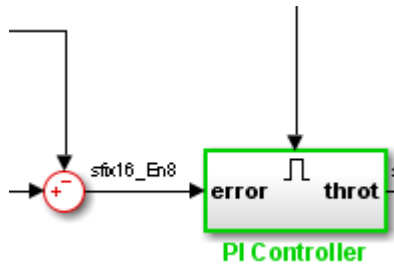 sfix16_En8
+ −
error
throt
PI Controller